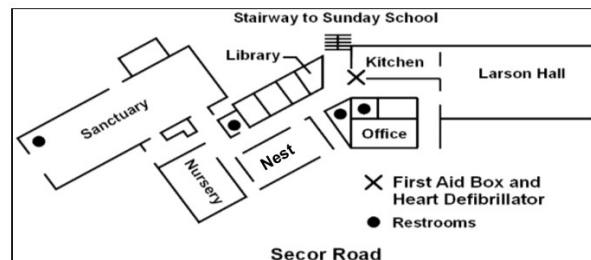 Stairway to Sunday School
Library
Kitchen
Larson Hall
Sanctuary
Office
Nest
Nursery
First Aid Box and
Heart Defibrillator
Restrooms
Secor Road